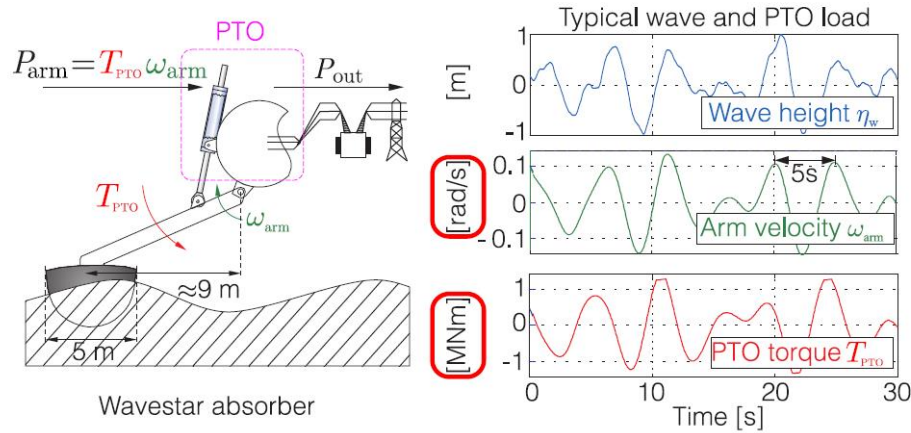 PTO
P_arm = T_PTO ω_arm
P_out
T_PTO
ω_arm
≈9 m
5 m
Wavestar absorber
Typical wave and PTO load
[m]
1
0
-1
Wave height η_w
[rad/s]
0.1
0
-0.1
5s
Arm velocity ω_arm
[MNm]
1
0
-1
PTO torque T_PTO
0
10
20
30
Time [s]